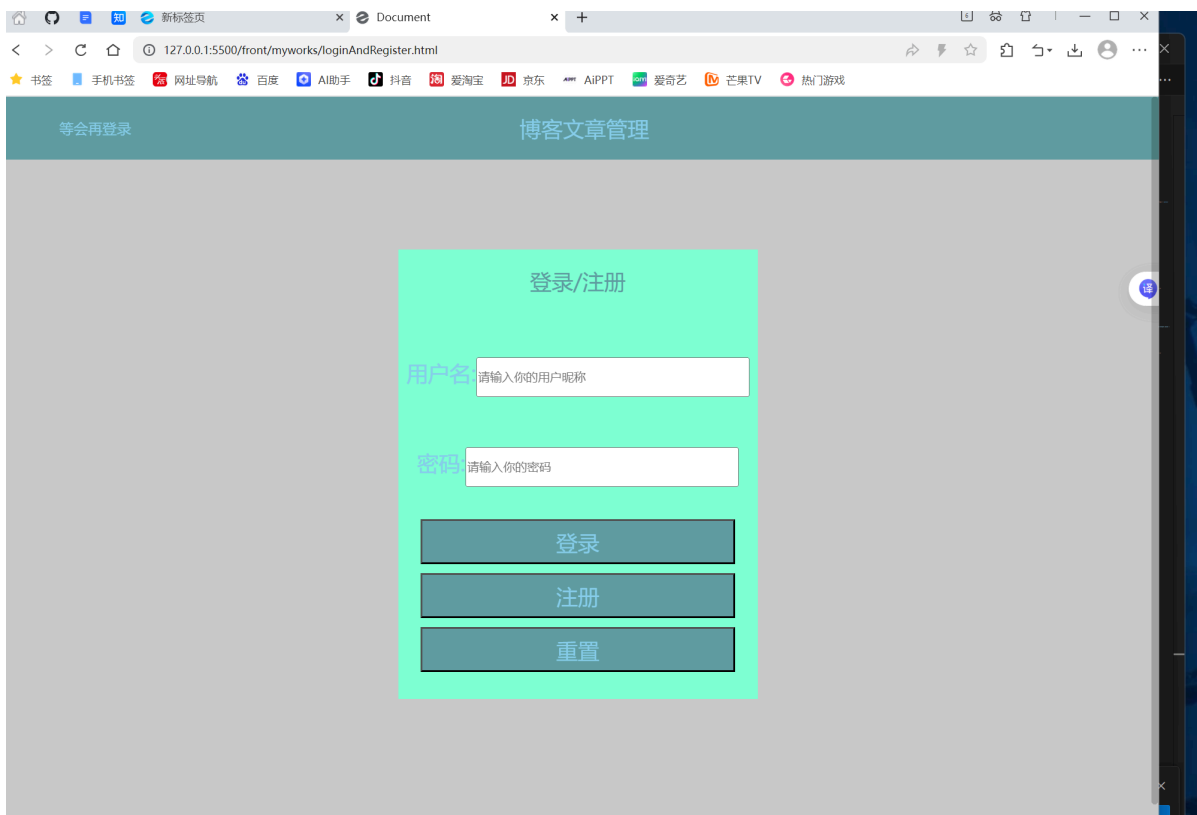 新标签页 Document
127.0.0.1:5500/front/myworks/loginAndRegister.html
书签 手机书签 网址导航 百度 AI助手 抖音 爱淘宝 京东 AiPPT 爱奇艺 芒果TV 热门游戏
等会再登录 博客文章管理
登录/注册
译
用户名:请输入你的用户昵称
密码:请输入你的密码
登录
注册
重置